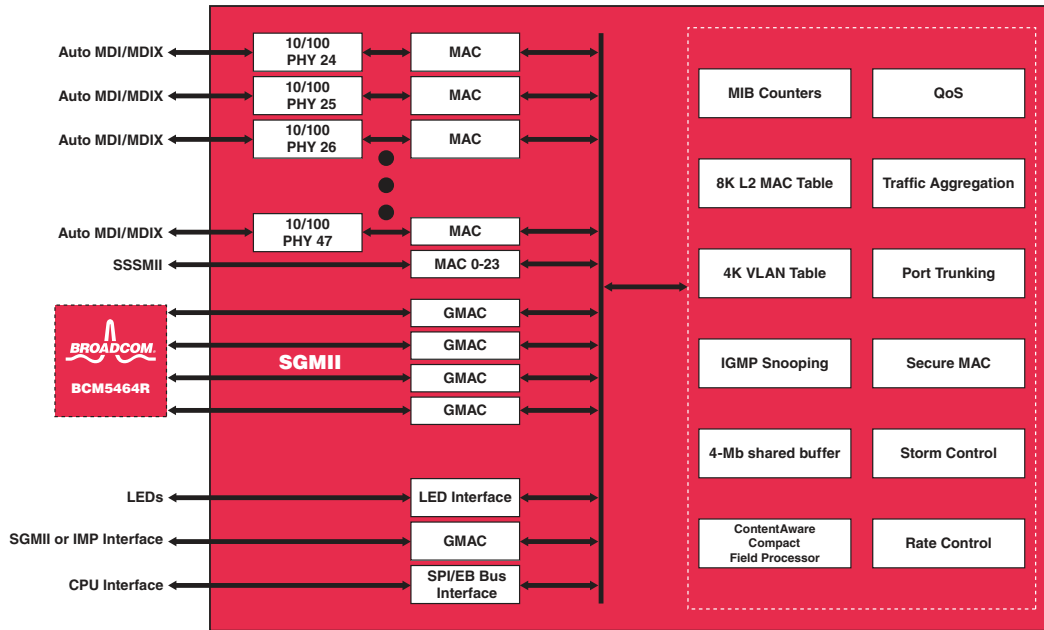 Auto MDI/MDIX
10/100
PHY 24
MAC
Auto MDI/MDIX
10/100
PHY 25
MAC
Auto MDI/MDIX
10/100
PHY 26
MAC
Auto MDI/MDIX
10/100
PHY 47
MAC
SSSMII
MAC 0-23
BROADCOM.
BCM5464R
SGMII
GMAC
GMAC
GMAC
GMAC
LEDs
LED Interface
SGMII or IMP Interface
GMAC
CPU Interface
SPI/EB Bus
Interface
MIB Counters
QoS
8K L2 MAC Table
Traffic Aggregation
4K VLAN Table
Port Trunking
IGMP Snooping
Secure MAC
4-Mb shared buffer
Storm Control
ContentAware
Compact
Field Processor
Rate Control